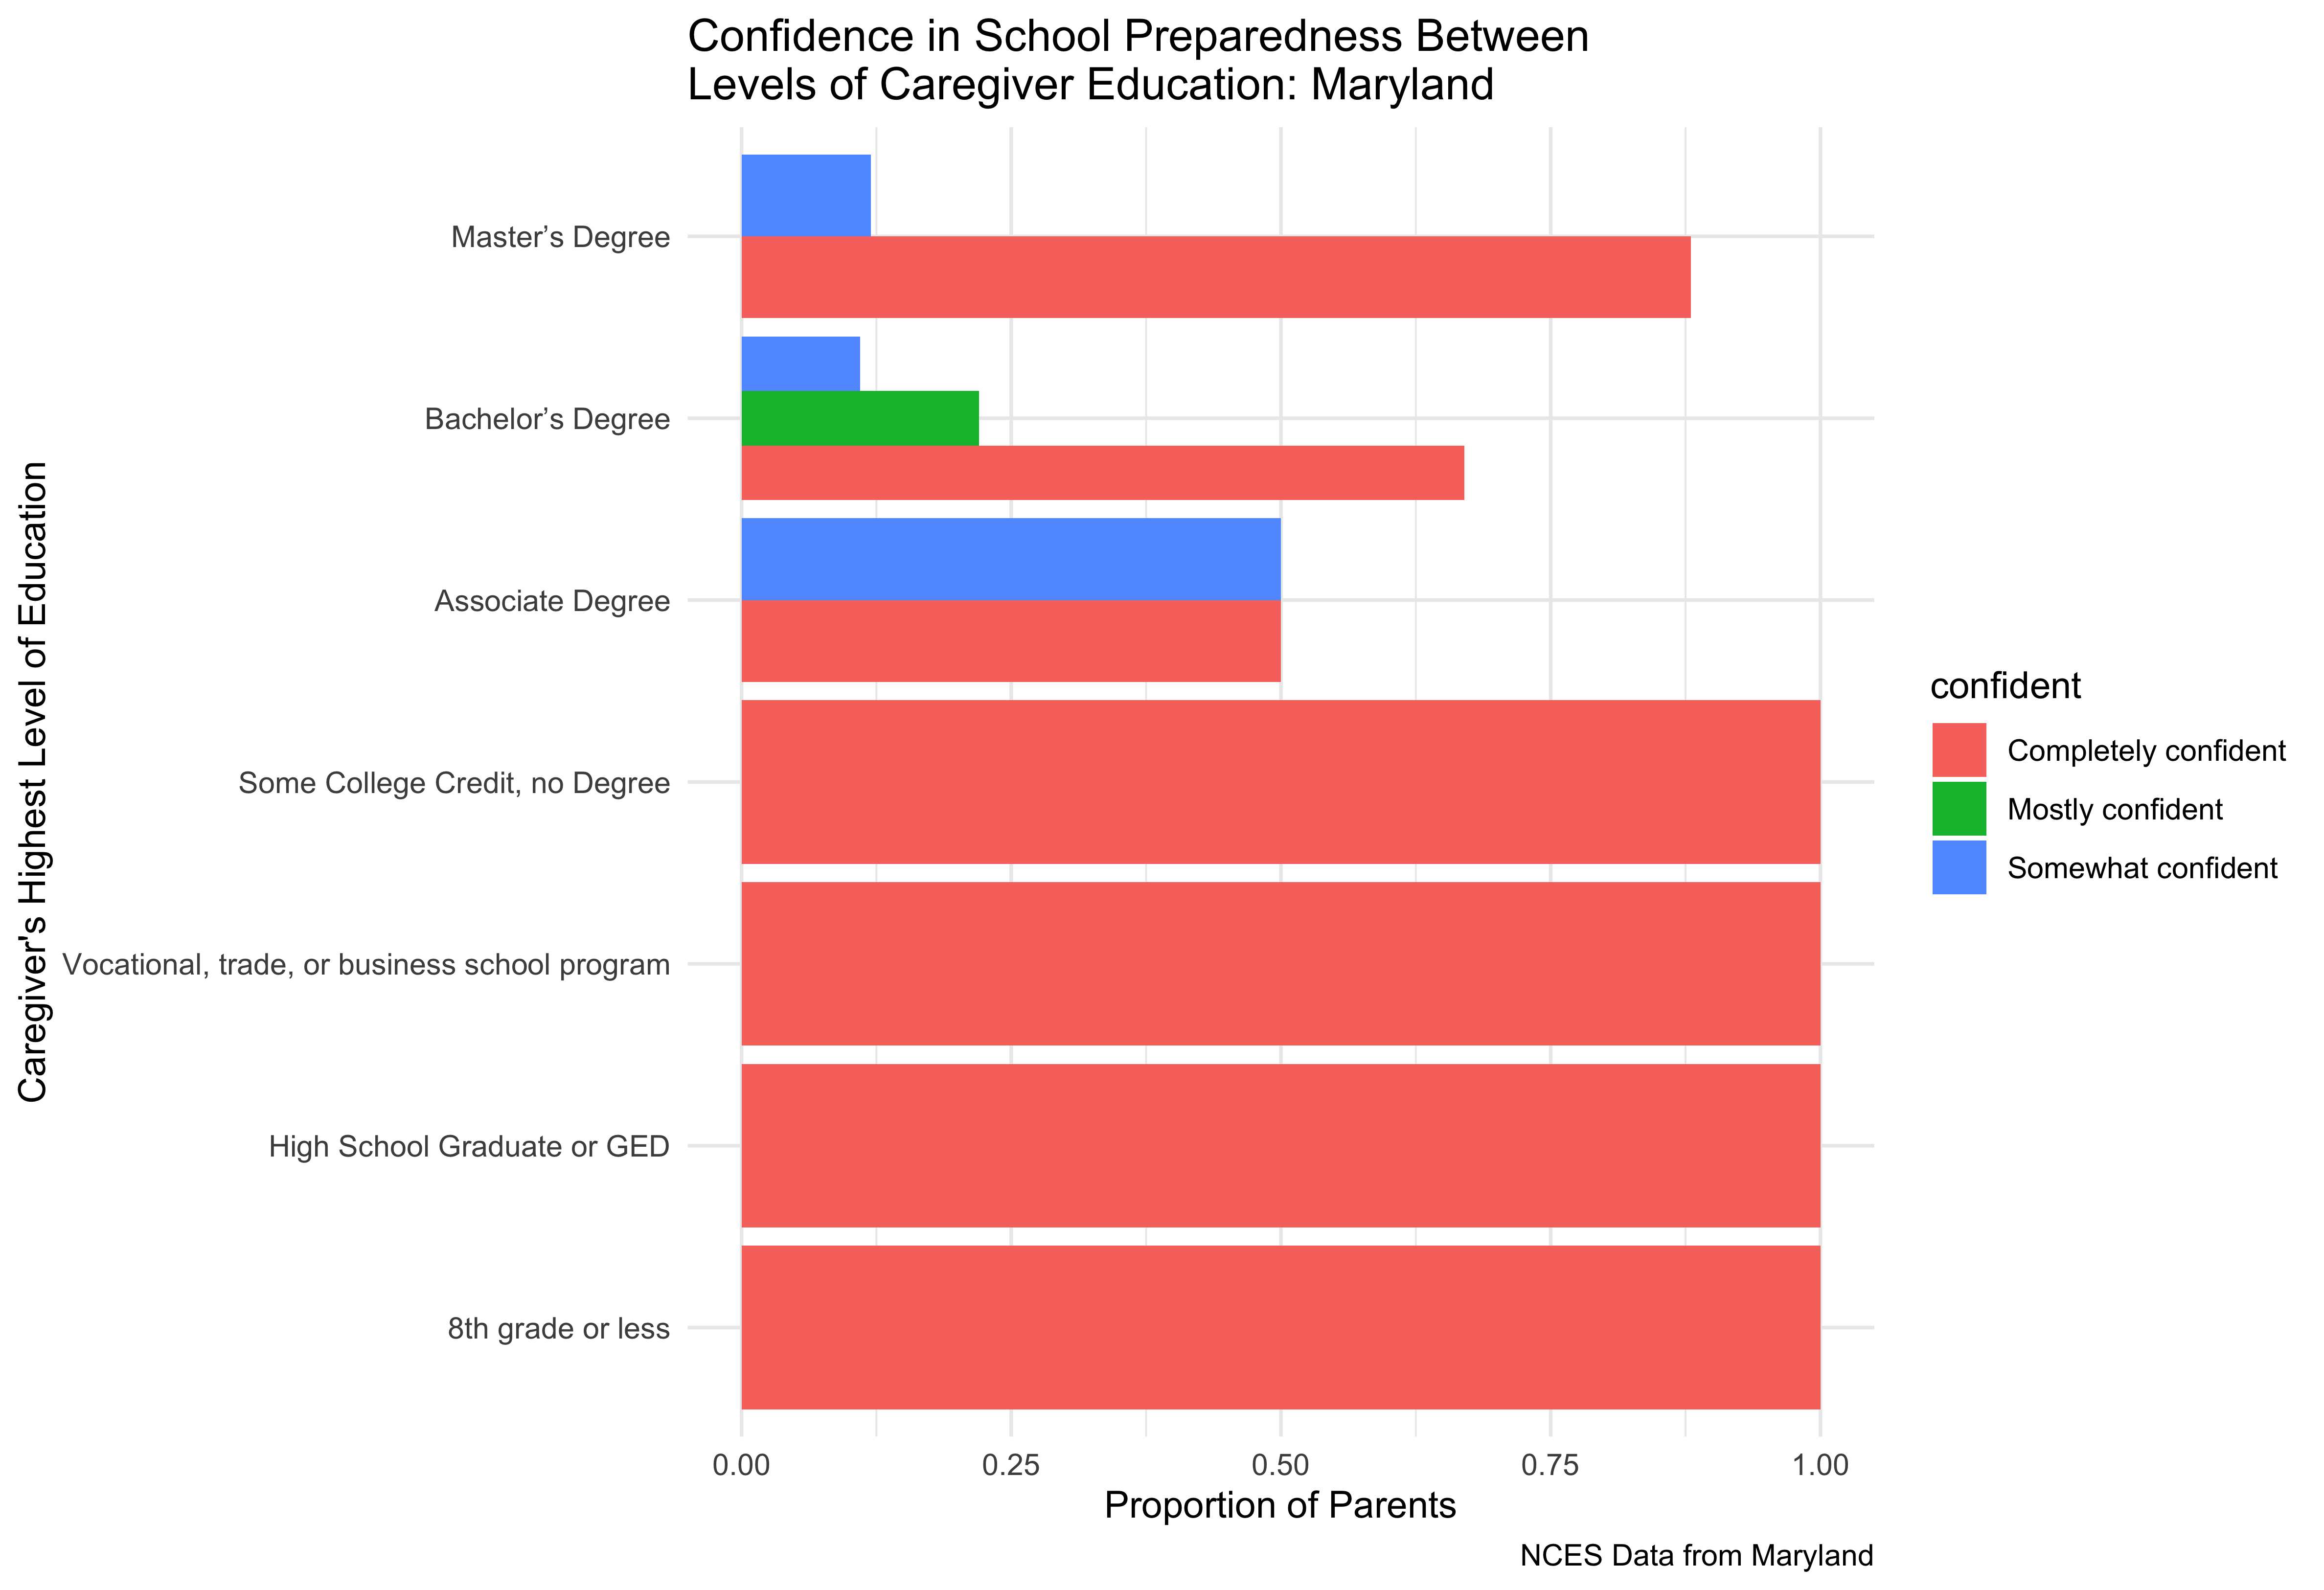 Confidence in School Preparedness Between
Levels of Caregiver Education: Maryland
Caregiver's Highest Level of Education
Master’s Degree
Bachelor’s Degree
Associate Degree
Some College Credit, no Degree
Vocational, trade, or business school program
High School Graduate or GED
8th grade or less
0.00
0.25
0.50
0.75
1.00
Proportion of Parents
confident
Completely confident
Mostly confident
Somewhat confident
NCES Data from Maryland